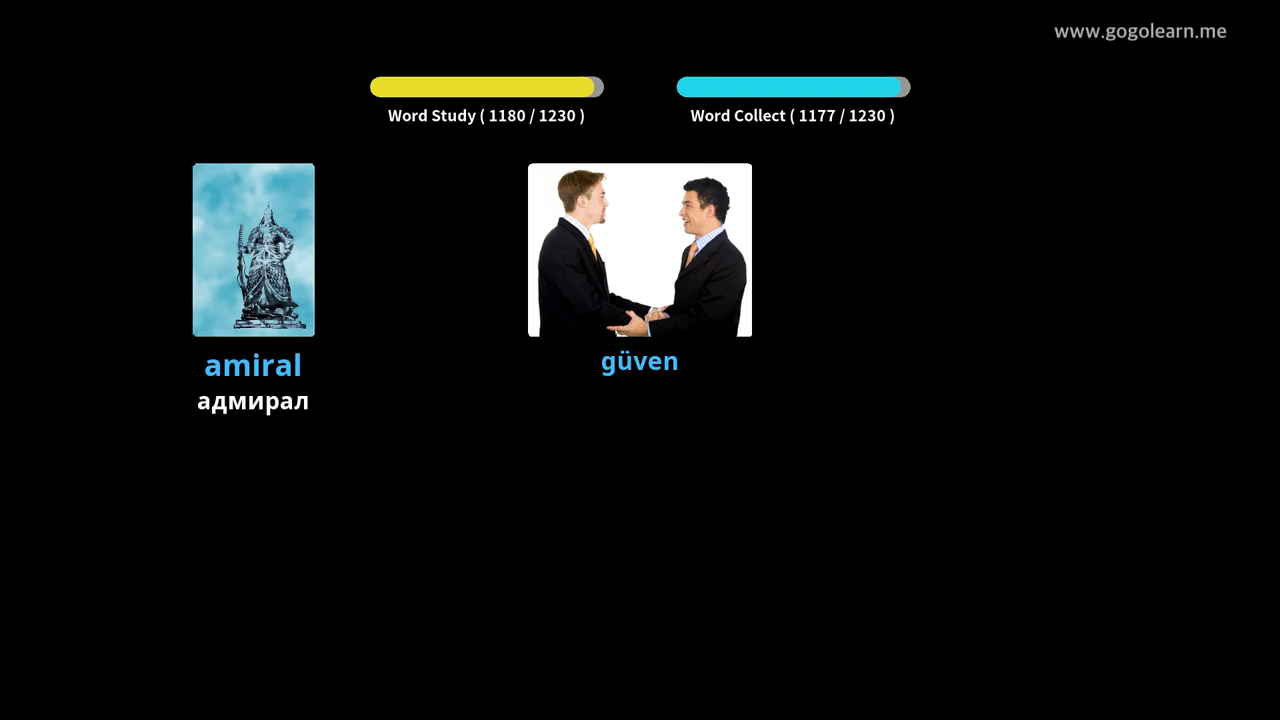 www.gogolearn.me
Word Study ( 1180 / 1230 )
Word Collect ( 1177 / 1230 )
amiral
адмирал
güven